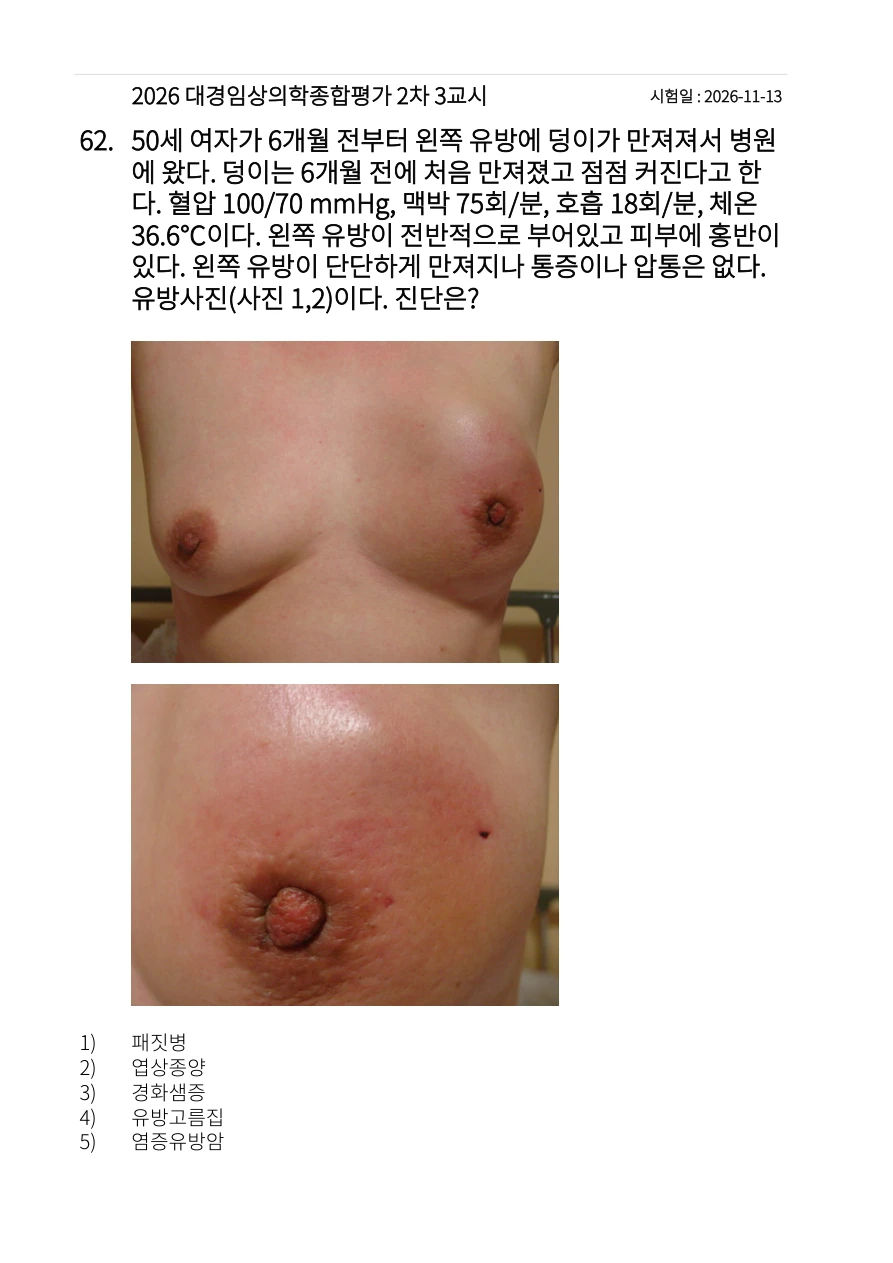 2026 대경임상의학종합평가 2차 3교시
시험일 : 2026-11-13
62. 50세 여자가 6개월 전부터 왼쪽 유방에 덩이가 만져져서 병원
에 왔다. 덩이는 6개월 전에 처음 만져졌고 점점 커진다고 한
다. 혈압 100/70 mmHg, 맥박 75회/분, 호흡 18회/분, 체온
36.6℃이다. 왼쪽 유방이 전반적으로 부어있고 피부에 홍반이
있다. 왼쪽 유방이 단단하게 만져지나 통증이나 압통은 없다.
유방사진(사진 1,2)이다. 진단은?
1) 패짓병
2) 엽상종양
3) 경화샘증
4) 유방고름집
5) 염증유방암